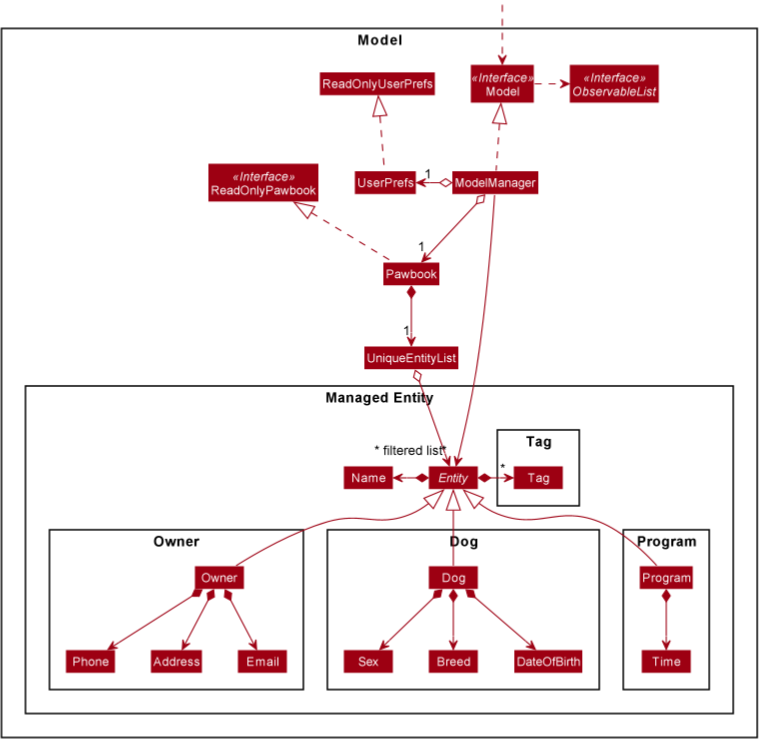 Model
«Interface»
Model
«Interface»
ObservableList
ReadOnlyUserPrefs
«Interface»
ReadOnlyPawbook
UserPrefs
1
ModelManager
1
Pawbook
1
UniqueEntityList
Managed Entity
Tag
* filtered list*
Name
Entity
*
Tag
Owner
Dog
Program
Owner
Dog
Program
Phone
Address
Email
Sex
Breed
DateOfBirth
Time